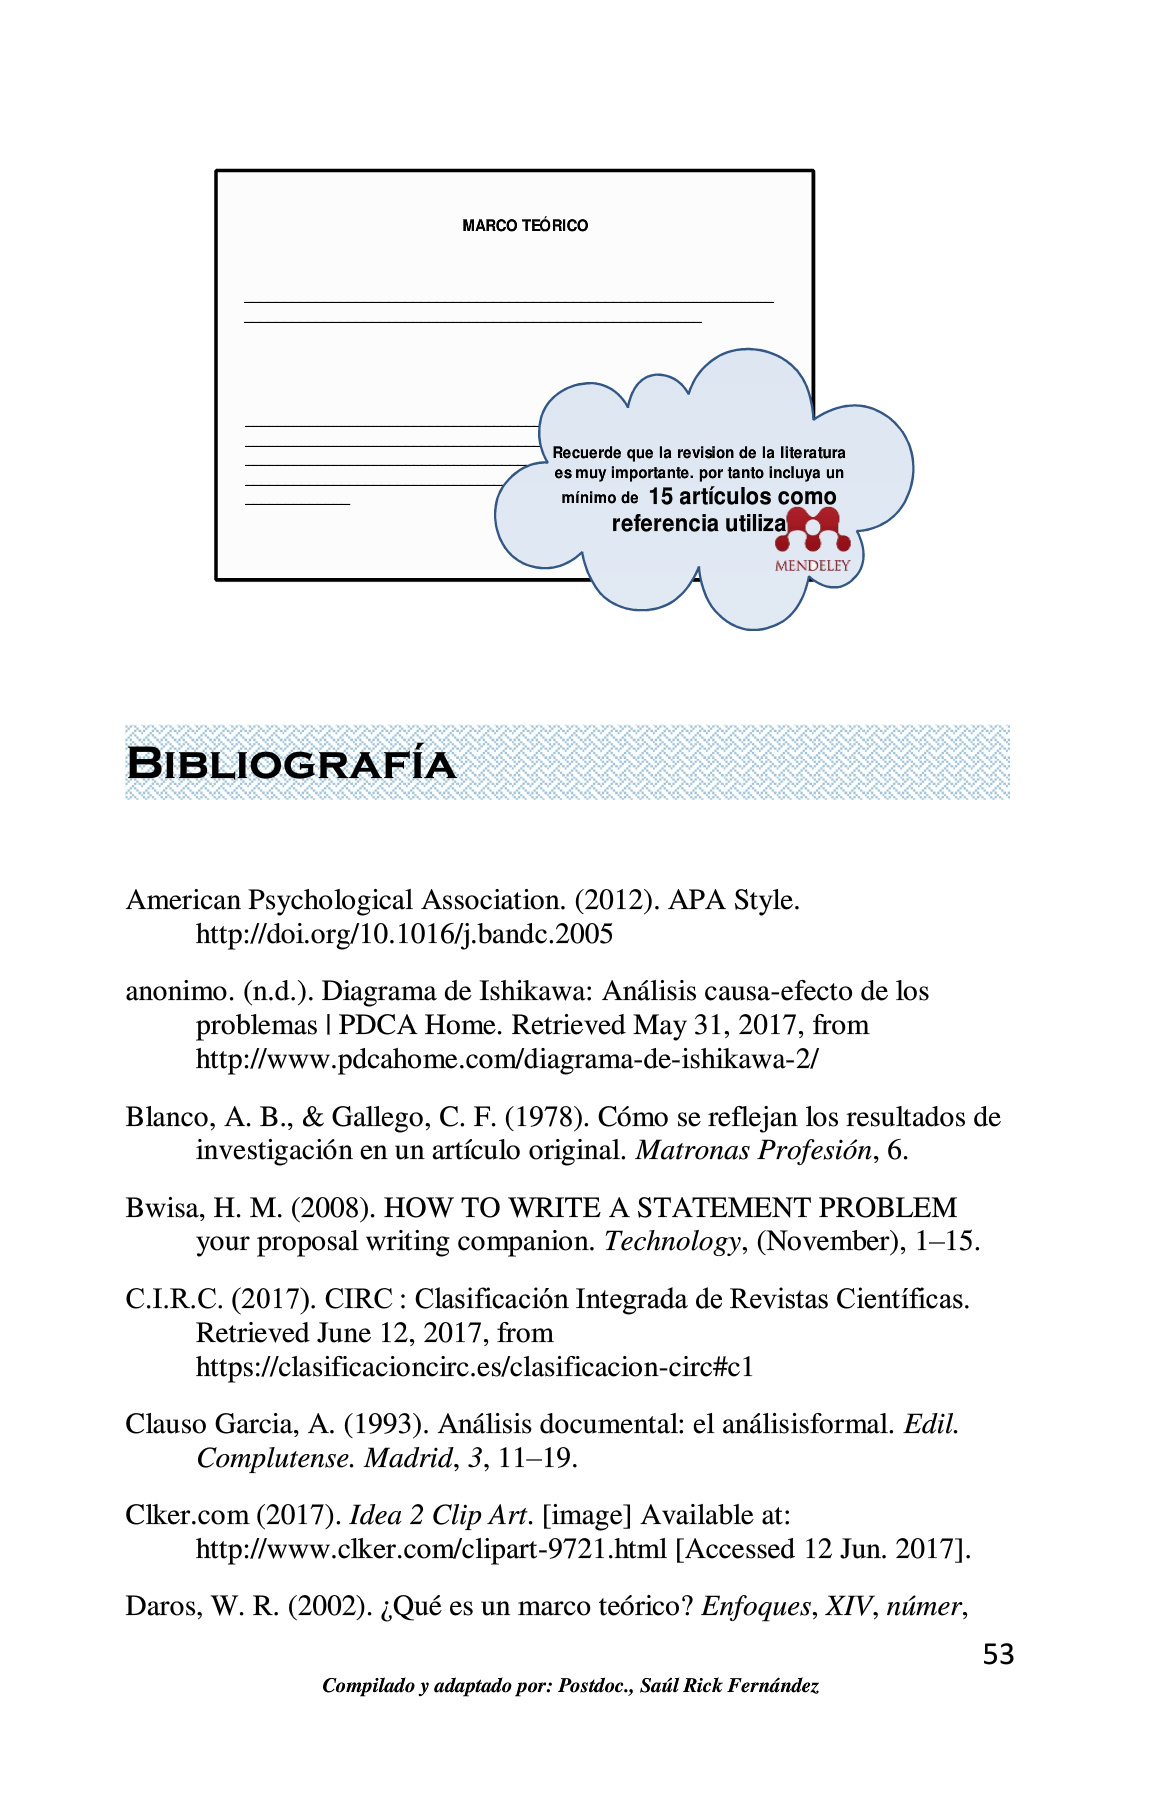 MARCO TEÓRICO
Recuerde que la revision de la literatura
es muy importante. por tanto incluya un
mínimo de 15 artículos como
referencia utiliza
MENDELEY
BIBLIOGRAFÍA
American Psychological Association. (2012). APA Style.
http://doi.org/10.1016/j.bandc.2005
anonimo. (n.d.). Diagrama de Ishikawa: Análisis causa-efecto de los
problemas | PDCA Home. Retrieved May 31, 2017, from
http://www.pdcahome.com/diagrama-de-ishikawa-2/
Blanco, A. B., & Gallego, C. F. (1978). Cómo se reflejan los resultados de
investigación en un artículo original. Matronas Profesión, 6.
Bwisa, H. M. (2008). HOW TO WRITE A STATEMENT PROBLEM
your proposal writing companion. Technology, (November), 1–15.
C.I.R.C. (2017). CIRC : Clasificación Integrada de Revistas Científicas.
Retrieved June 12, 2017, from
https://clasificacioncirc.es/clasificacion-circ#c1
Clauso Garcia, A. (1993). Análisis documental: el análisisformal. Edil.
Complutense. Madrid, 3, 11–19.
Clker.com (2017). Idea 2 Clip Art. [image] Available at:
http://www.clker.com/clipart-9721.html [Accessed 12 Jun. 2017].
Daros, W. R. (2002). ¿Qué es un marco teórico? Enfoques, XIV, númer,
53
Compilado y adaptado por: Postdoc., Saúl Rick Fernández